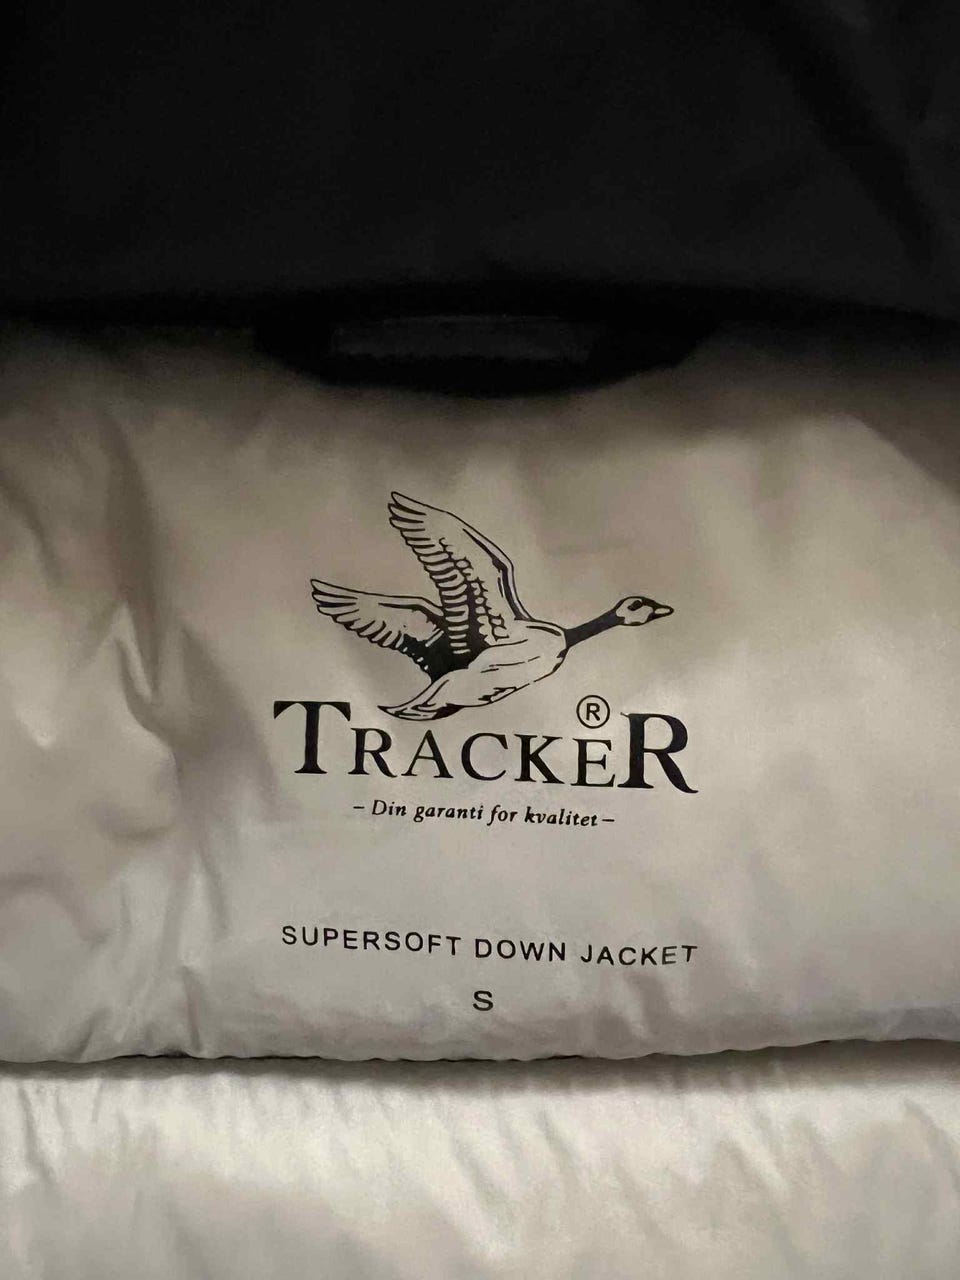 TRACKER®
– Din garanti for kvalitet –
SUPERSOFT DOWN JACKET
S